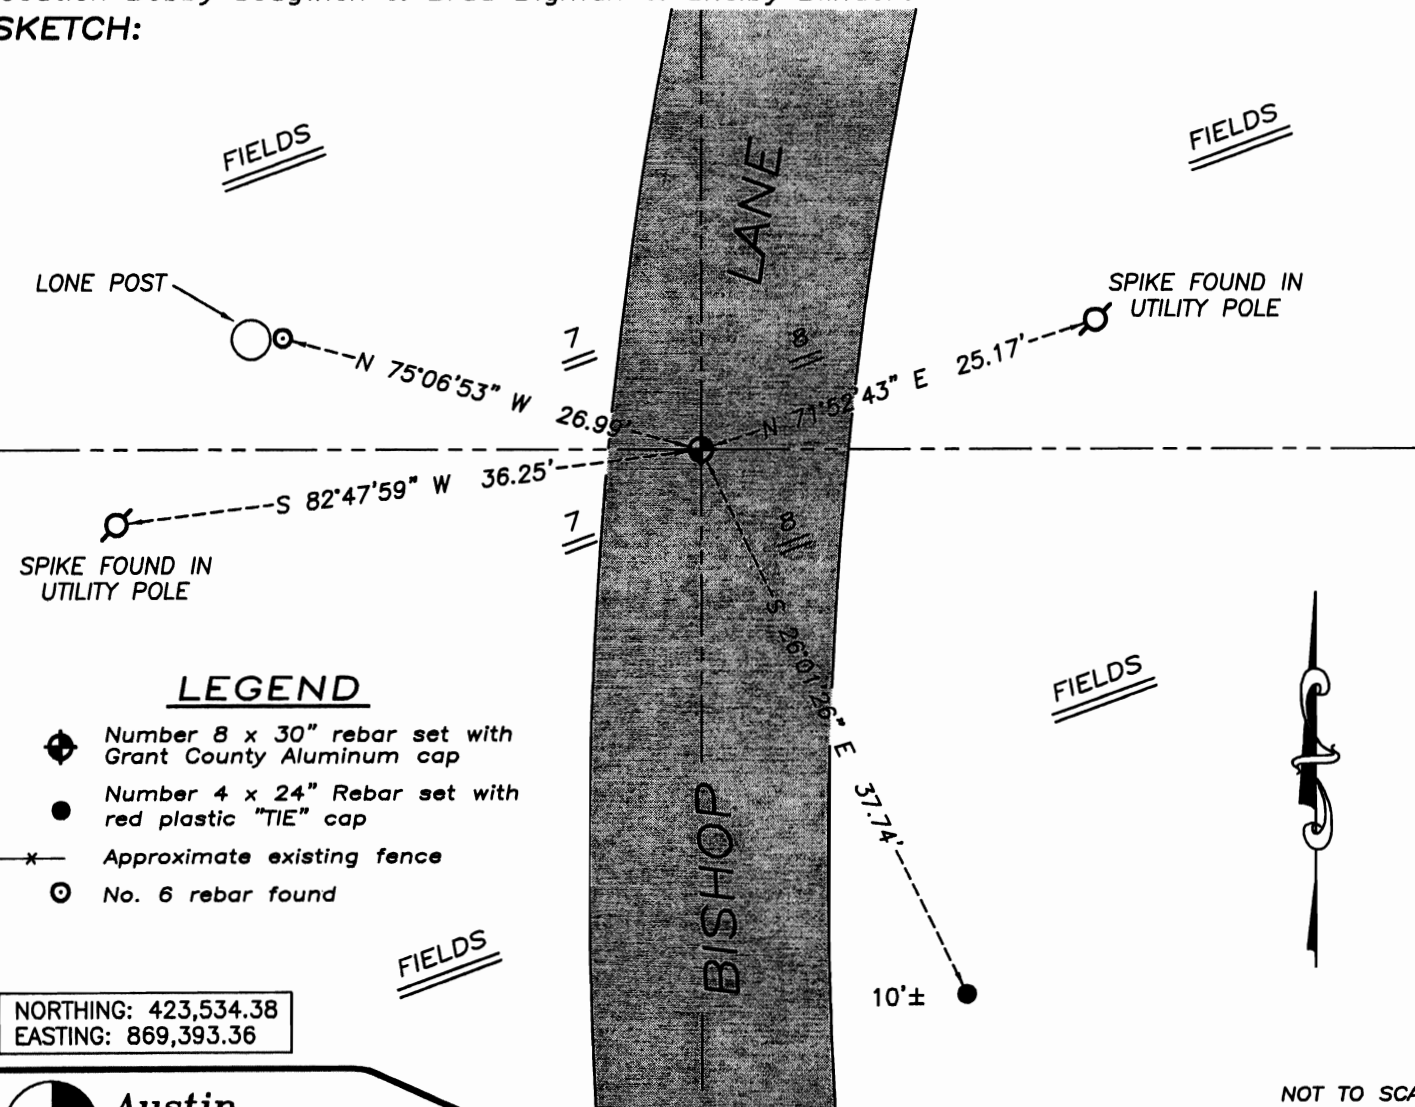 SKETCH:
FIELDS
FIELDS
LANE
LONE POST
SPIKE FOUND IN
UTILITY POLE
7
8
N 75°06'53" W 26.99'
N 71°52'43" E 25.17'
S 82°47'59" W 36.25'
7
8
SPIKE FOUND IN
UTILITY POLE
S 26°01'26" E 37.74'
FIELDS
LEGEND
Number 8 x 30" rebar set with
Grant County Aluminum cap
Number 4 x 24" Rebar set with
red plastic "TIE" cap
x Approximate existing fence
No. 6 rebar found
BISHOP
FIELDS
10'±
NORTHING: 423,534.38
EASTING: 869,393.36
Austin
NOT TO